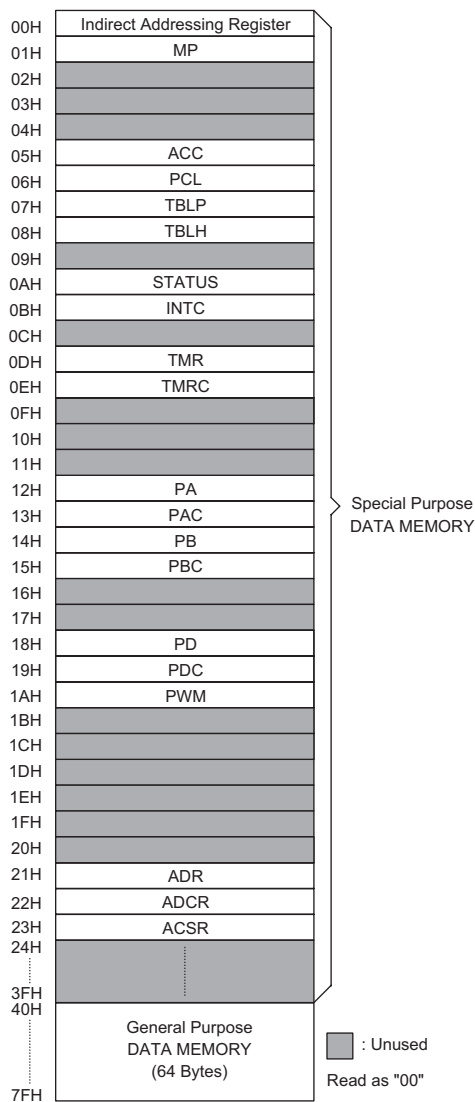 00H Indirect Addressing Register
01H MP
02H
03H
04H
05H ACC
06H PCL
07H TBLP
08H TBLH
09H
0AH STATUS
0BH INTC
0CH
0DH TMR
0EH TMRC
0FH
10H
11H
12H PA
13H PAC
14H PB
15H PBC
16H
17H
18H PD
19H PDC
1AH PWM
1BH
1CH
1DH
1EH
1FH
20H
21H ADR
22H ADCR
23H ACSR
24H
3FH
40H
7FH
General Purpose
DATA MEMORY
(64 Bytes)
Special Purpose
DATA MEMORY
: Unused
Read as "00"